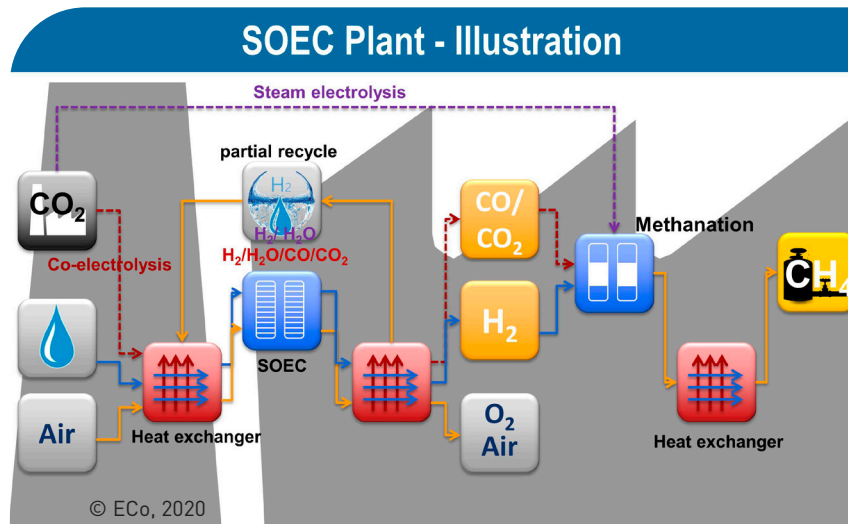 SOEC Plant - Illustration
Steam electrolysis
partial recycle
CO₂
H₂
H₂/H₂O
H₂/H₂O/CO/CO₂
Co-electrolysis
CO/
CO₂
Methanation
CH₄
SOEC
H₂
Air
Heat exchanger
O₂
Air
Heat exchanger
© ECo, 2020